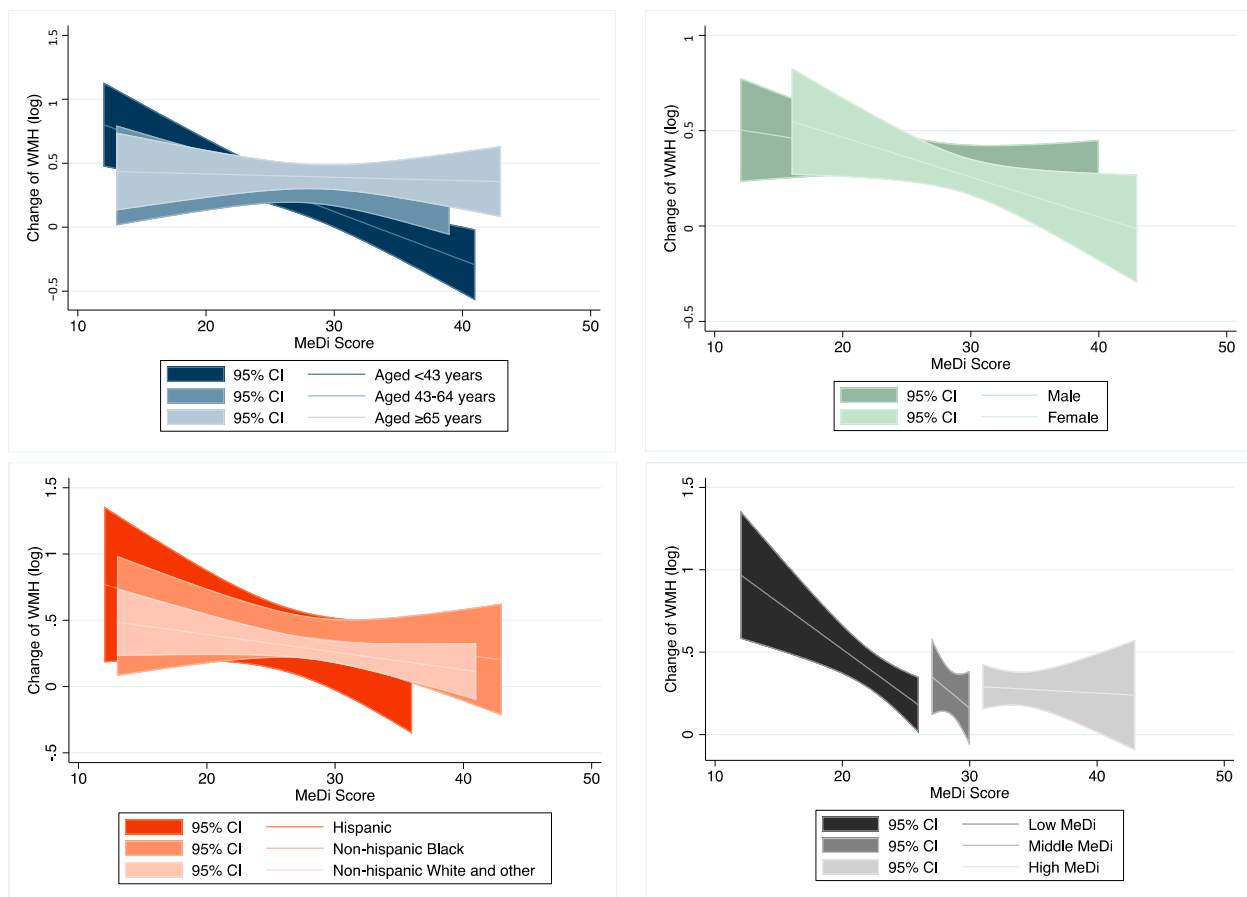 Change of WMH (log)
1.5
1
0.5
0
−0.5
10 20 30 40 50
MeDi Score
95% CI Aged <43 years
95% CI Aged 43-64 years
95% CI Aged ≥65 years
Change of WMH (log)
1
0.5
0
−0.5
10 20 30 40 50
MeDi Score
95% CI Male
95% CI Female
Change of WMH (log)
1.5
1
0.5
0
-.5
10 20 30 40 50
MeDi Score
95% CI Hispanic
95% CI Non-hispanic Black
95% CI Non-hispanic White and other
Change of WMH (log)
1.5
1
.5
0
10 20 30 40 50
MeDi Score
95% CI Low MeDi
95% CI Middle MeDi
95% CI High MeDi